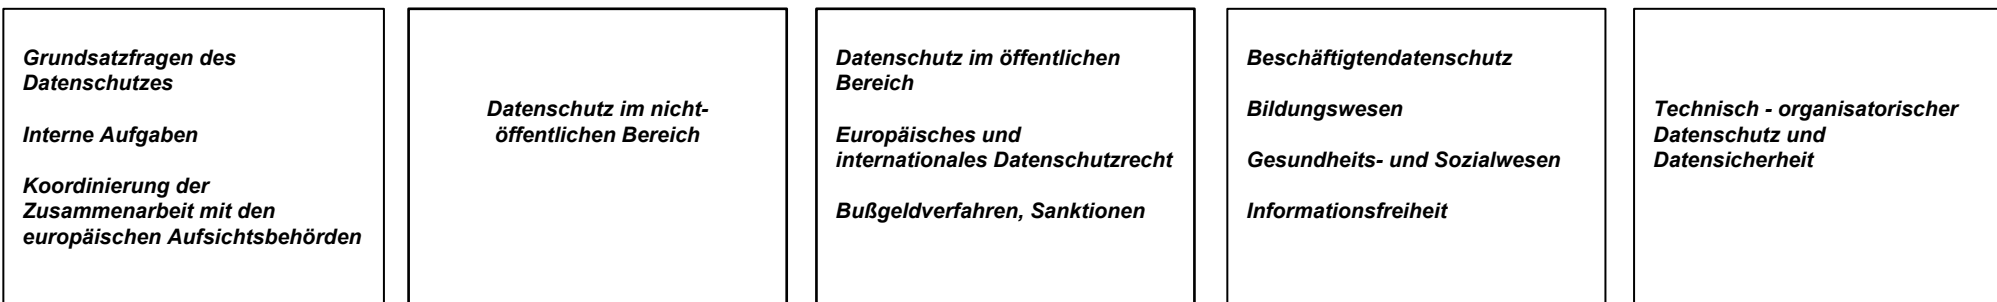 Grundsatzfragen des
Datenschutzes
Interne Aufgaben
Koordinierung der
Zusammenarbeit mit den
europäischen Aufsichtsbehörden
Datenschutz im nicht-
öffentlichen Bereich
Datenschutz im öffentlichen
Bereich
Europäisches und
internationales Datenschutzrecht
Bußgeldverfahren, Sanktionen
Beschäftigtendatenschutz
Bildungswesen
Gesundheits- und Sozialwesen
Informationsfreiheit
Technisch - organisatorischer
Datenschutz und
Datensicherheit